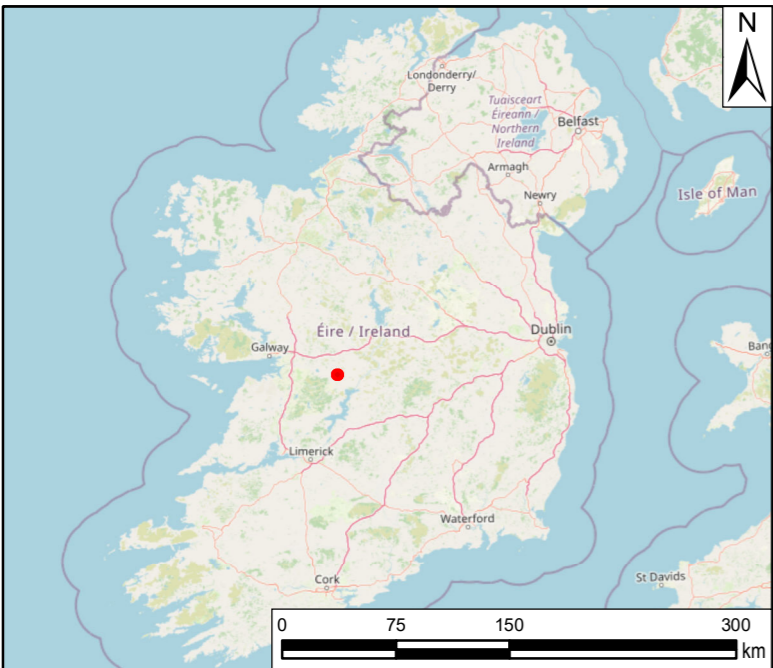 N
Londonderry/
Derry
Tuaisceart
Éireann /
Northern
Ireland
Belfast
Armagh
Newry
Isle of Man
Éire / Ireland
Dublin
Galway
Bang
Limerick
Waterford
Cork
St Davids
0 75 150 300
km